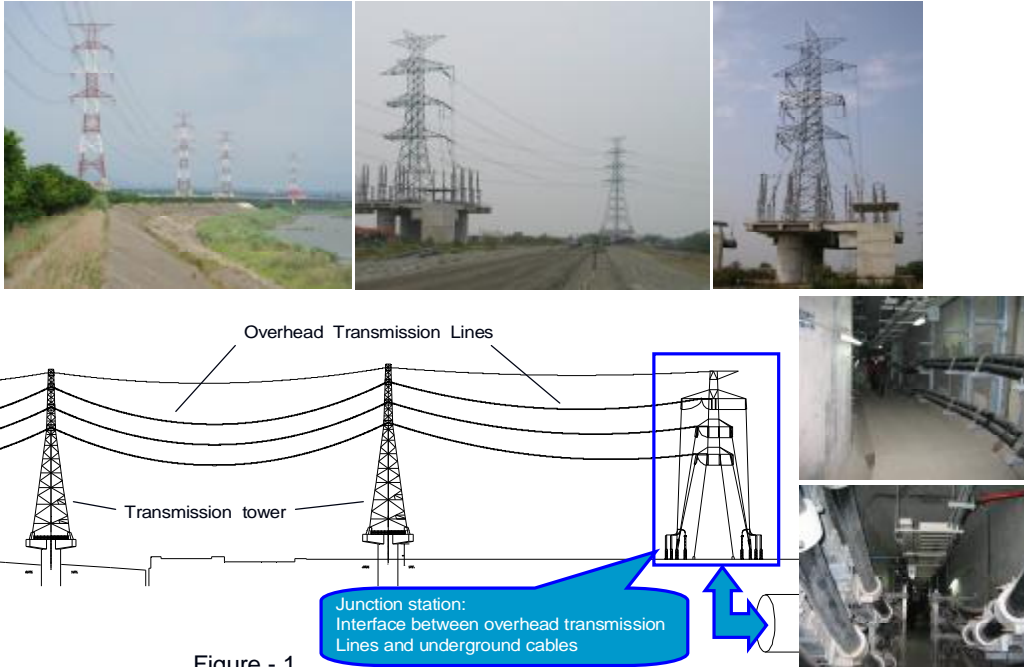 Overhead Transmission Lines
Transmission tower
Junction station:
Interface between overhead transmission
Lines and underground cables
Figure - 1